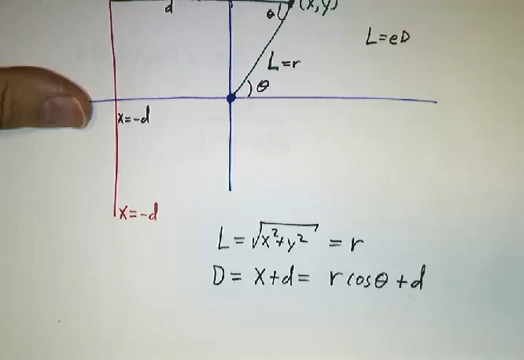 d
θ
(x,y)
L=eD
L=r
θ
x=-d
x=-d
L=√x²+y² = r
D= x+d= r cosθ +d